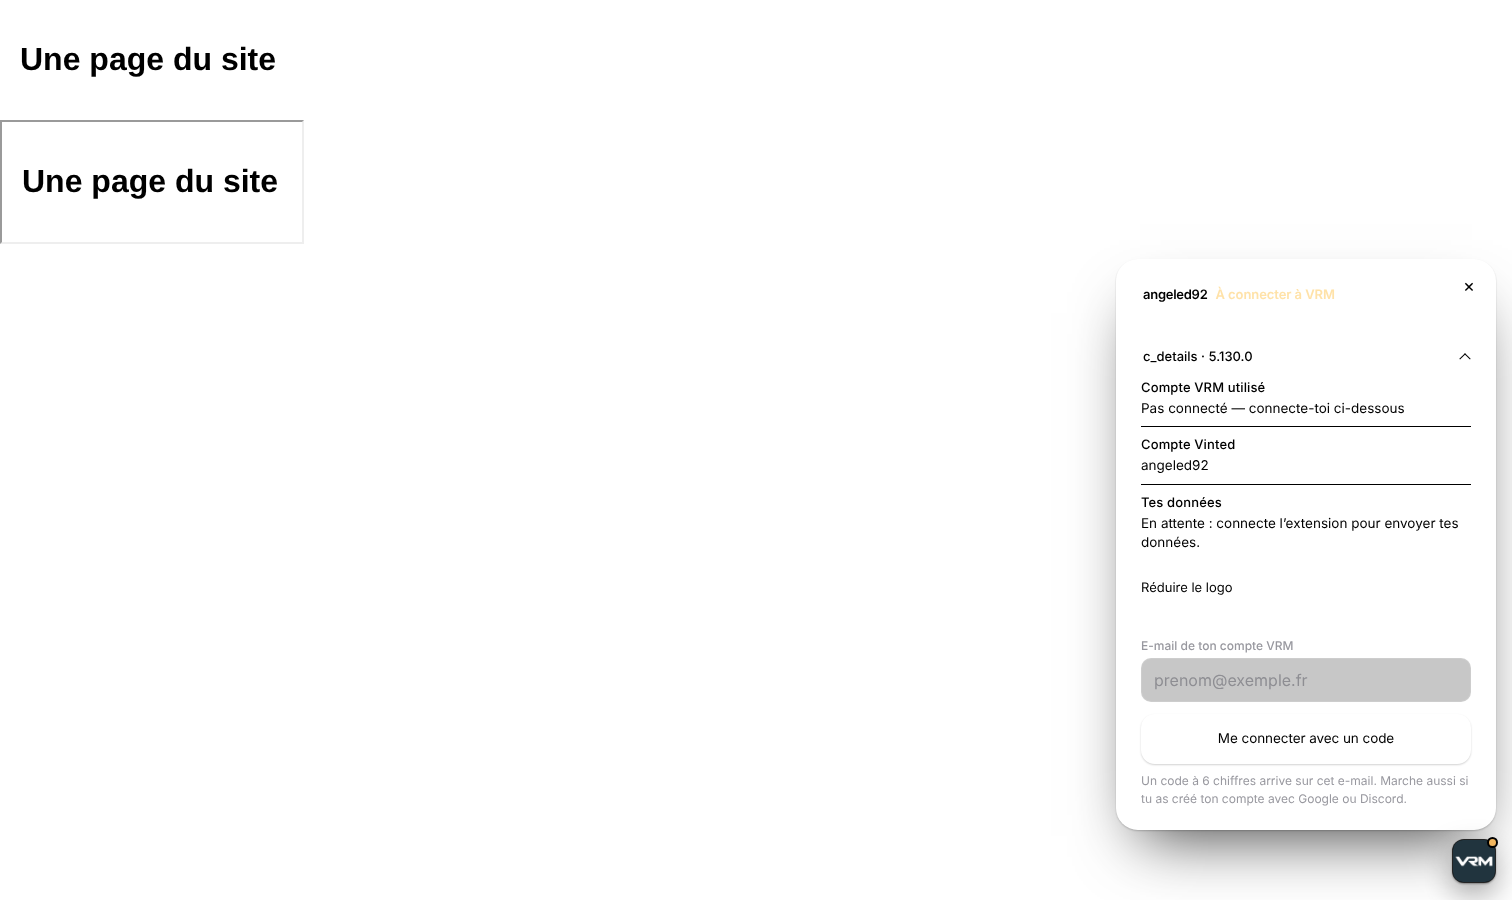 Une page du site
Une page du site
angeled92 À connecter à VRM
c_details · 5.130.0
Compte VRM utilisé
Pas connecté — connecte-toi ci-dessous
Compte Vinted
angeled92
Tes données
En attente : connecte l’extension pour envoyer tes
données.
Réduire le logo
E-mail de ton compte VRM
prenom@exemple.fr
Me connecter avec un code
Un code à 6 chiffres arrive sur cet e-mail. Marche aussi si
tu as créé ton compte avec Google ou Discord.
VRM